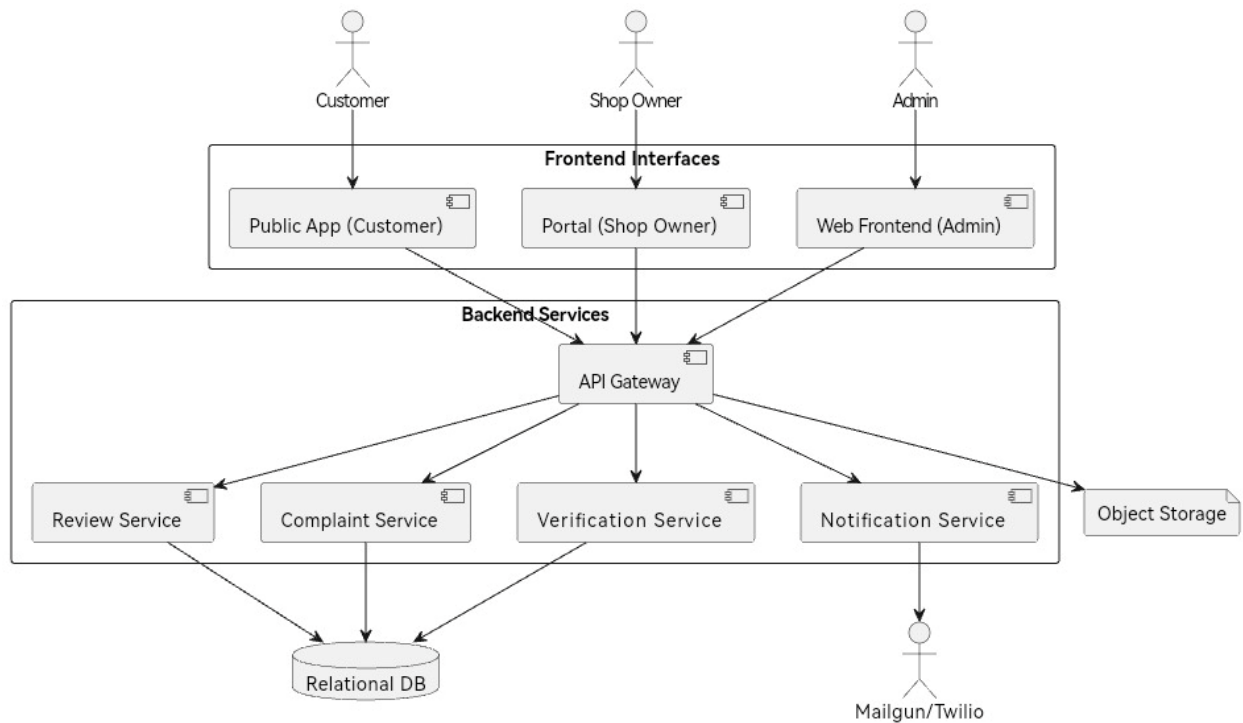 Customer
Shop Owner
Admin
Frontend Interfaces
Public App (Customer)
Portal (Shop Owner)
Web Frontend (Admin)
Backend Services
API Gateway
Review Service
Complaint Service
Verification Service
Notification Service
Object Storage
Relational DB
Mailgun/Twilio